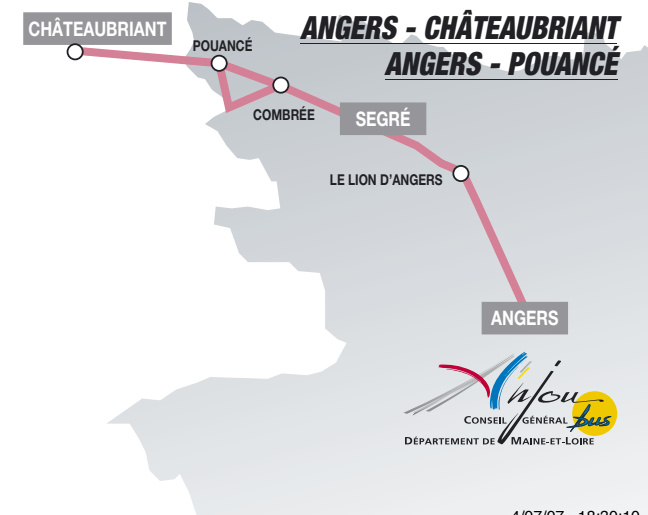 ANGERS - CHÂTEAUBRIANT
ANGERS - POUANCÉ
CHÂTEAUBRIANT
POUANCÉ
COMBRÉE
SEGRÉ
LE LION D'ANGERS
ANGERS
Anjou
bus
CONSEIL GÉNÉRAL
DÉPARTEMENT DE MAINE-ET-LOIRE